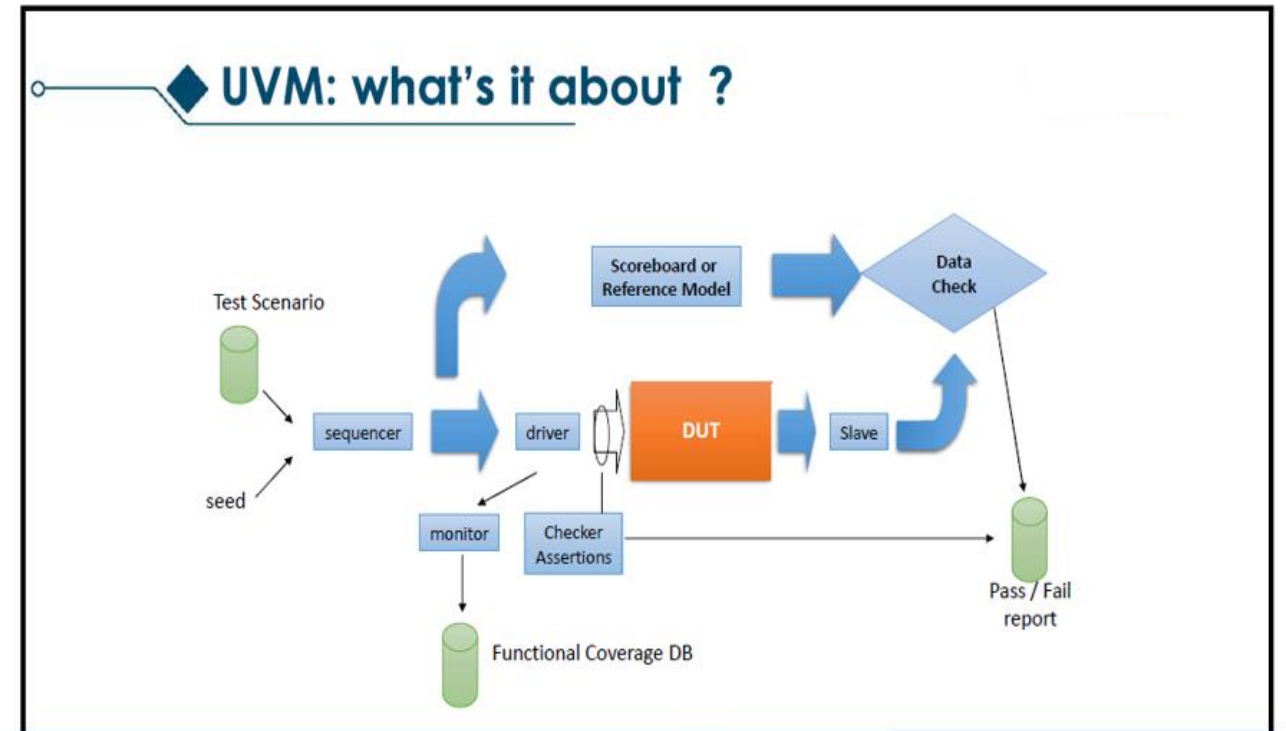 UVM: what's it about ?
Scoreboard or
Reference Model
Data
Check
Test Scenario
sequencer
driver
DUT
Slave
seed
monitor
Checker
Assertions
Pass / Fail
report
Functional Coverage DB